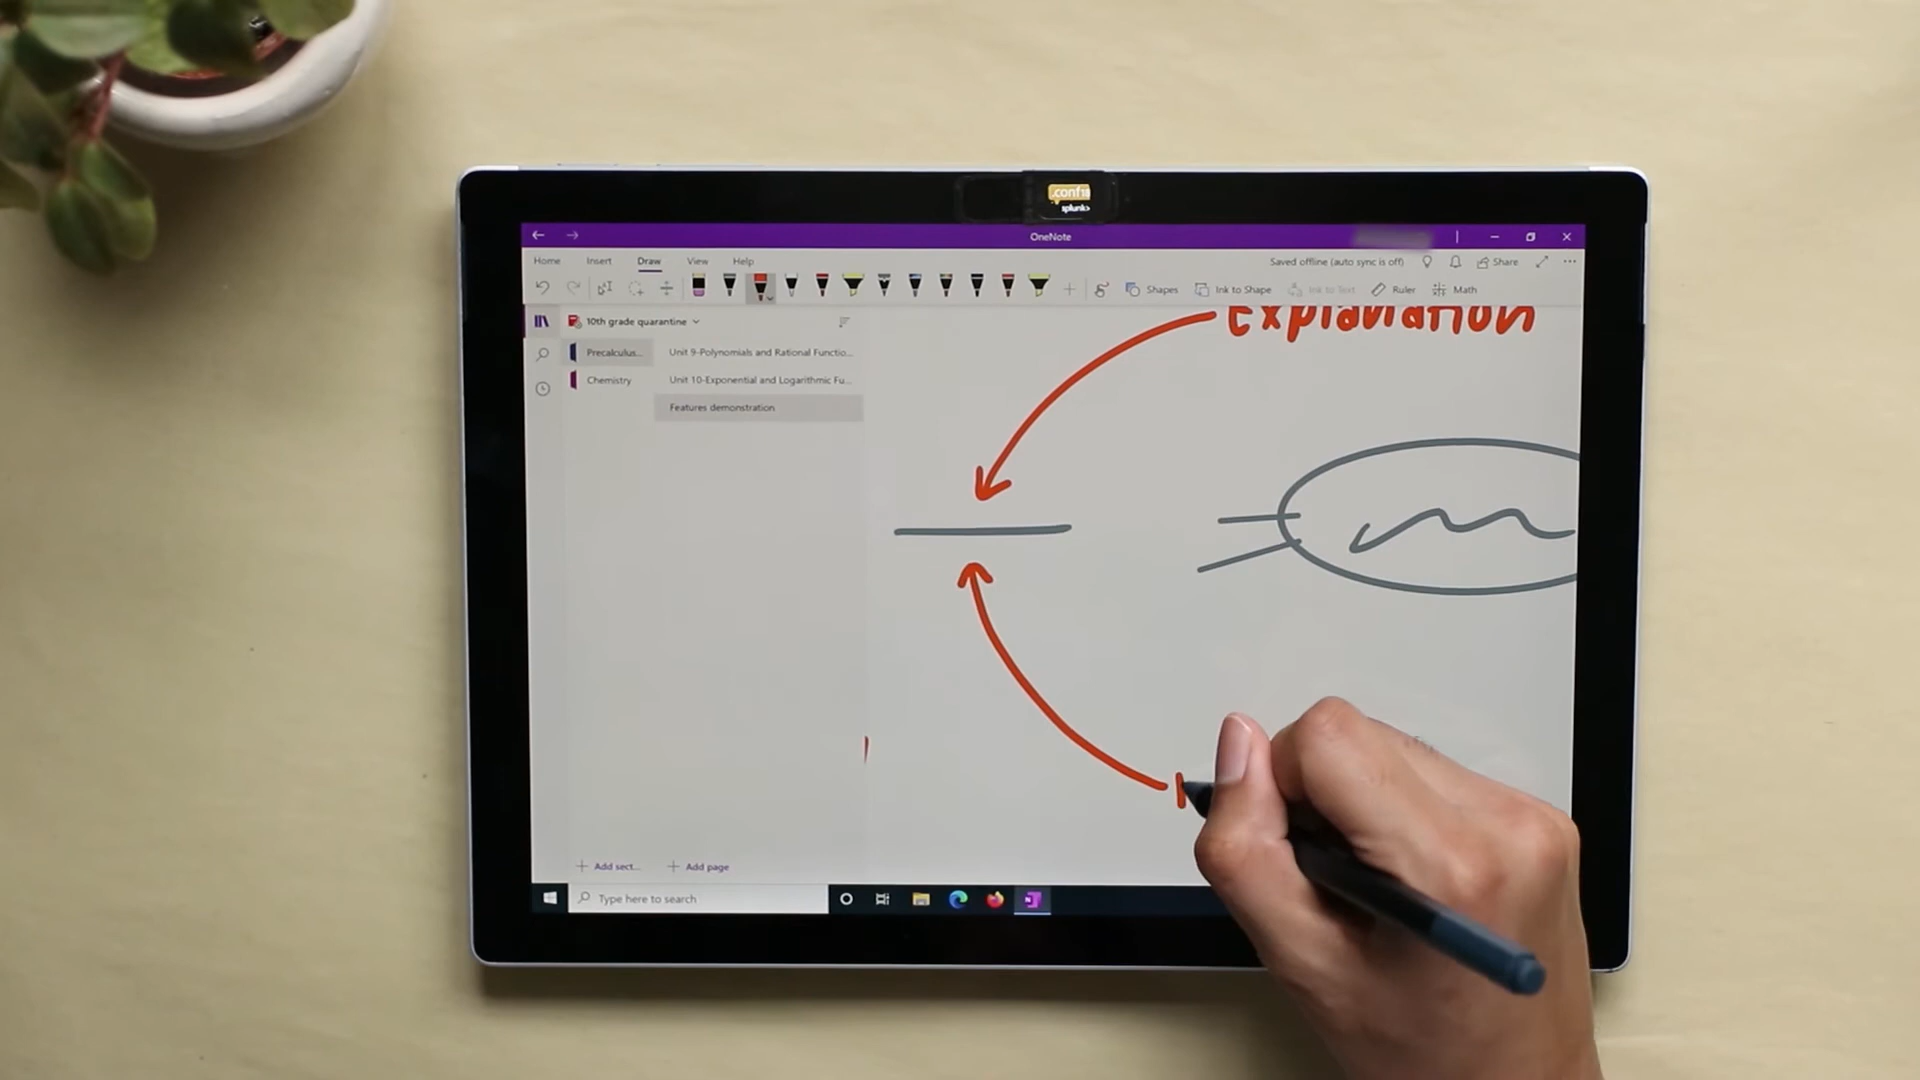 .conf18
splunk>
OneNote
Home Insert Draw View Help
Saved offline (auto sync is off) Share
Shapes Ink to Shape Ink to Text Ruler Math
10th grade quarantine
Explanation
Precalculus... Unit 9-Polynomials and Rational Functio...
Chemistry Unit 10-Exponential and Logarithmic Fu...
Features demonstration
Add sect... Add page
Type here to search